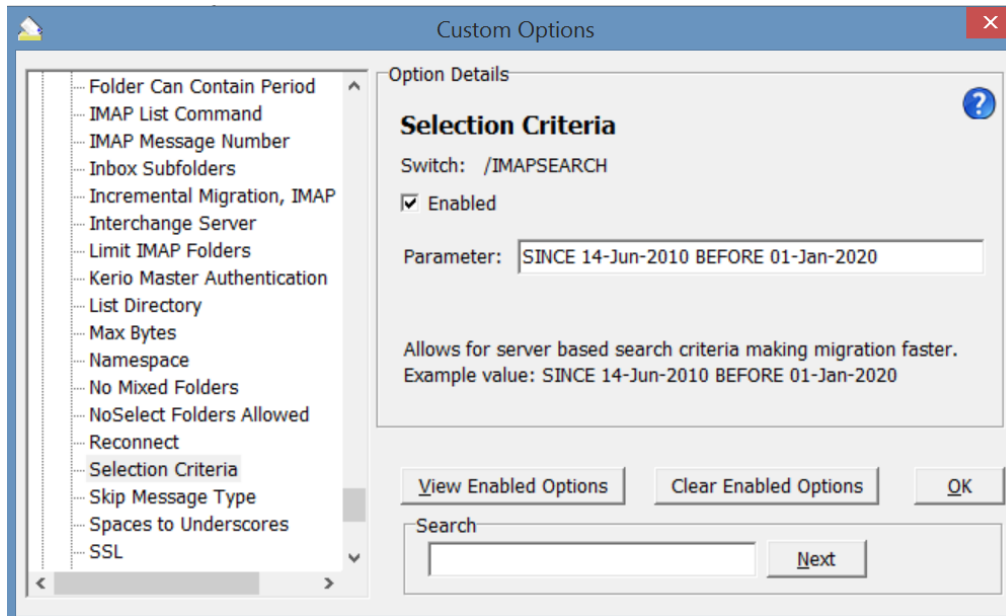 Custom Options
Folder Can Contain Period
IMAP List Command
IMAP Message Number
Inbox Subfolders
Incremental Migration, IMAP
Interchange Server
Limit IMAP Folders
Kerio Master Authentication
List Directory
Max Bytes
Namespace
No Mixed Folders
NoSelect Folders Allowed
Reconnect
Selection Criteria
Skip Message Type
Spaces to Underscores
SSL
Option Details
?
Selection Criteria
Switch: /IMAPSEARCH
Enabled
Parameter: SINCE 14-Jun-2010 BEFORE 01-Jan-2020
Allows for server based search criteria making migration faster.
Example value: SINCE 14-Jun-2010 BEFORE 01-Jan-2020
View Enabled Options Clear Enabled Options OK
Search
Next